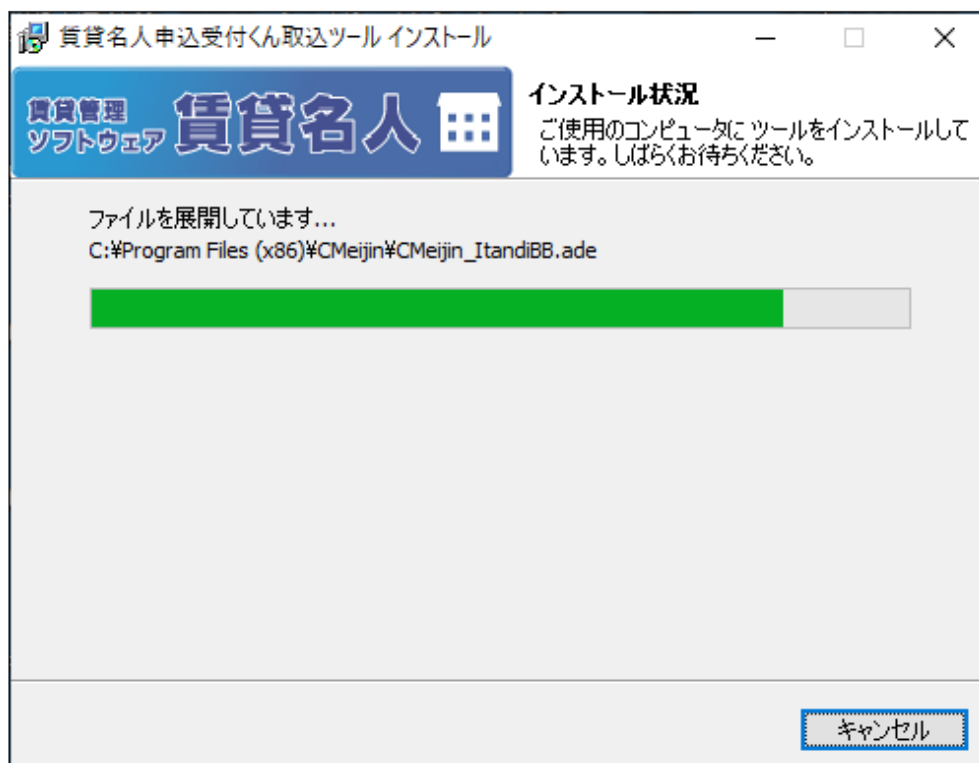 賃貸名人申込受付くん取込ツール インストール
賃貸管理
ソフトウェア 賃貸名人
インストール状況
ご使用のコンピュータに ツールをインストールして
います。しばらくお待ちください。
ファイルを展開しています...
C:¥Program Files (x86)¥CMeijin¥CMeijin_ItandiBB.ade
キャンセル